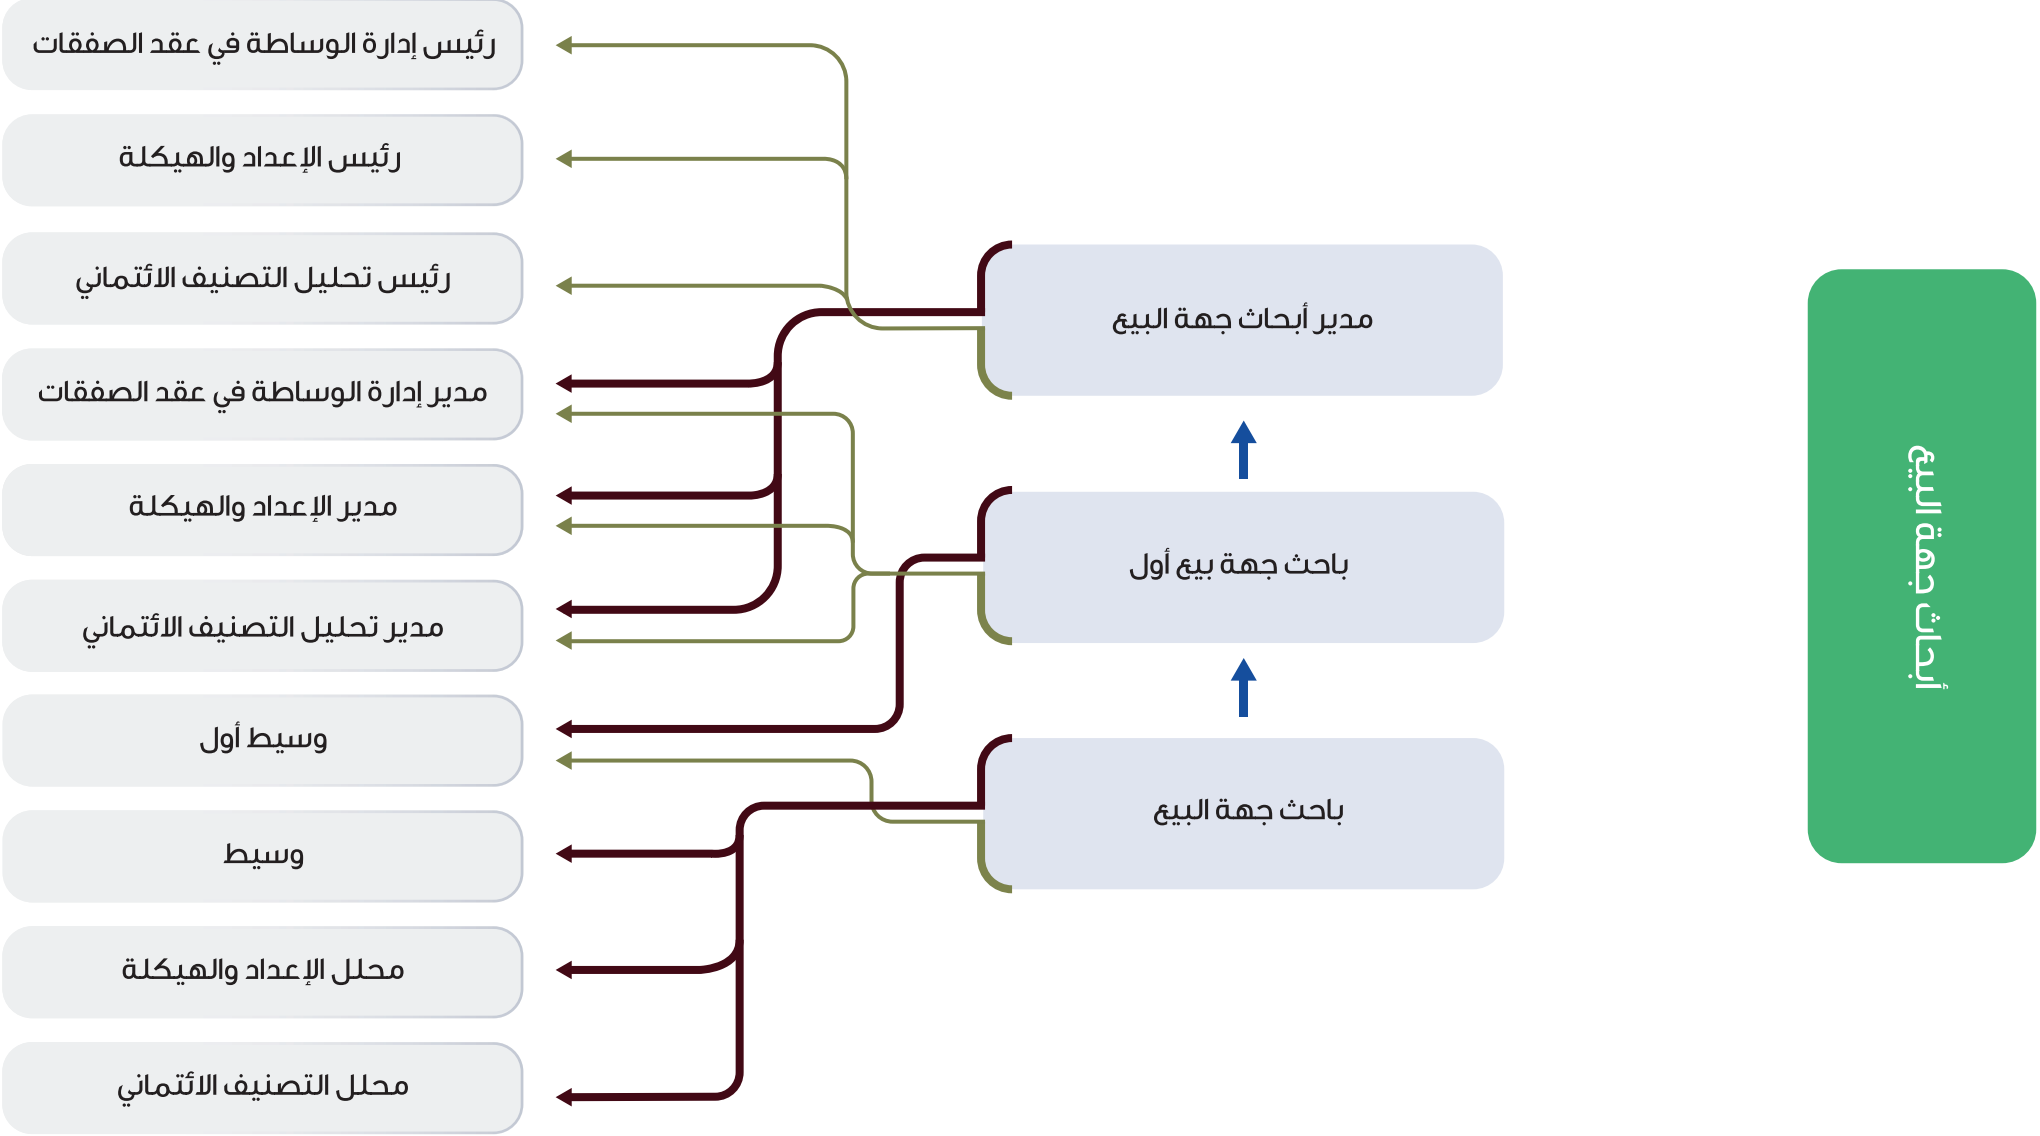 أبحاث جهة البيع
مدير أبحاث جهة البيع
باحث جهة بيع أول
باحث جهة البيع
رئيس إدارة الوساطة في عقد الصفقات
رئيس الإعداد والهيكلة
رئيس تحليل التصنيف الائتماني
مدير إدارة الوساطة في عقد الصفقات
مدير الإعداد والهيكلة
مدير تحليل التصنيف الائتماني
وسيط أول
وسيط
محلل الإعداد والهيكلة
محلل التصنيف الائتماني